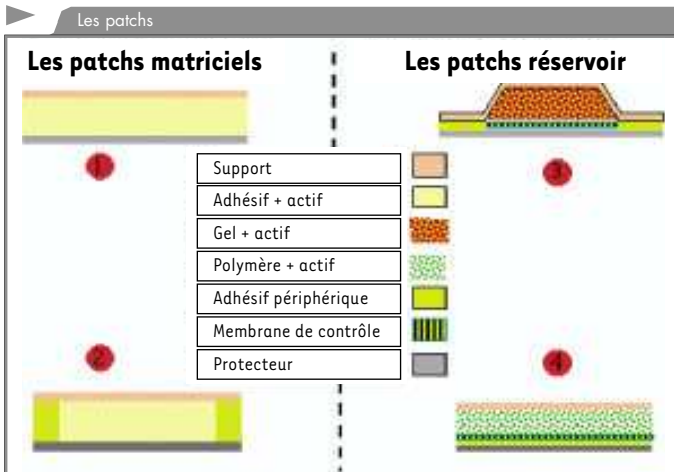 Les patchs
Les patchs matriciels
Les patchs réservoir
1
3
Support
Adhésif + actif
Gel + actif
Polymère + actif
Adhésif périphérique
Membrane de contrôle
Protecteur
2
4